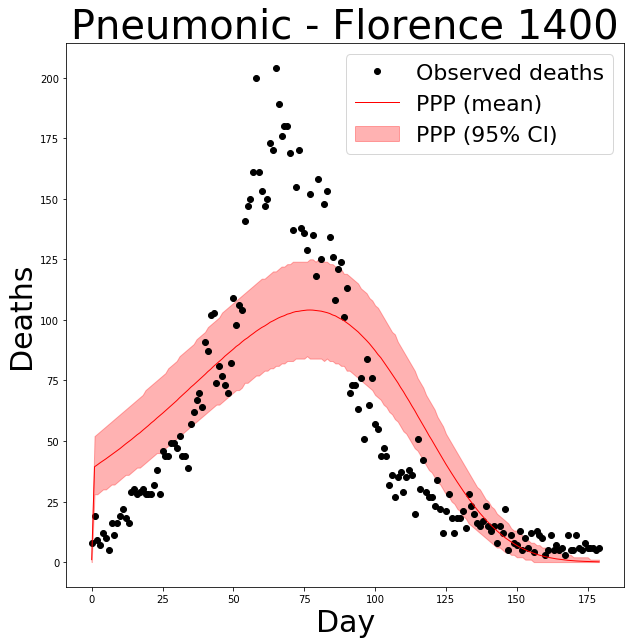 Pneumonic - Florence 1400
Observed deaths
PPP (mean)
PPP (95% CI)
Deaths
200
175
150
125
100
75
50
25
0
0 25 50 75 100 125 150 175
Day